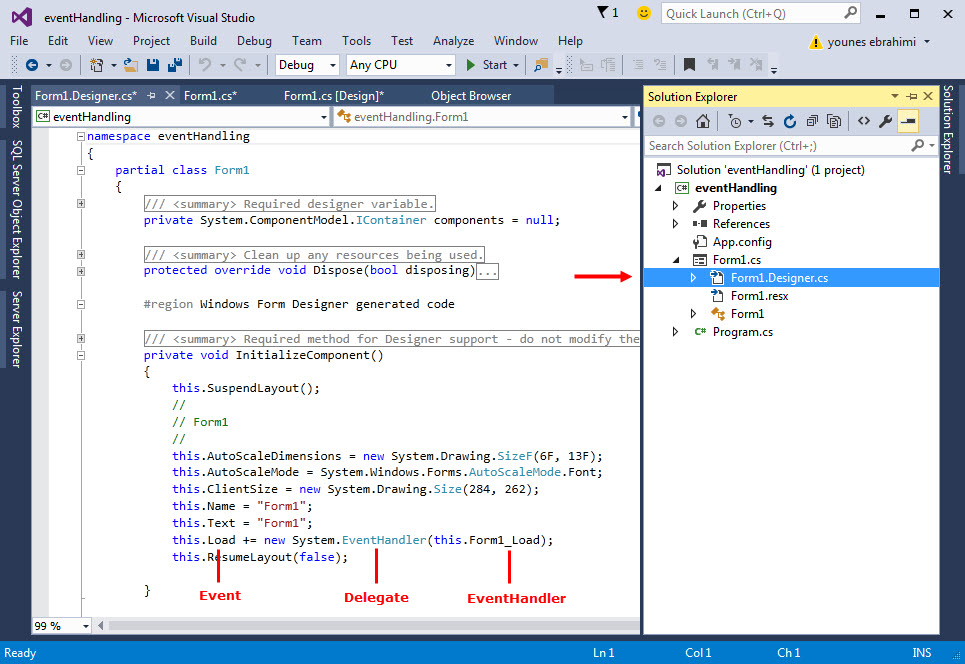 eventHandling - Microsoft Visual Studio
1
Quick Launch (Ctrl+Q)
File Edit View Project Build Debug Team Tools Test Analyze Window Help
younes ebrahimi
Debug Any CPU Start
Toolbox
SQL Server Object Explorer
Server Explorer
Form1.Designer.cs* Form1.cs* Form1.cs [Design]* Object Browser
C# eventHandling eventHandling.Form1
namespace eventHandling
{
partial class Form1
{
/// <summary> Required designer variable.
private System.ComponentModel.IContainer components = null;
/// <summary> Clean up any resources being used.
protected override void Dispose(bool disposing)...
#region Windows Form Designer generated code
/// <summary> Required method for Designer support - do not modify the
private void InitializeComponent()
{
this.SuspendLayout();
//
// Form1
//
this.AutoScaleDimensions = new System.Drawing.SizeF(6F, 13F);
this.AutoScaleMode = System.Windows.Forms.AutoScaleMode.Font;
this.ClientSize = new System.Drawing.Size(284, 262);
this.Name = "Form1";
this.Text = "Form1";
this.Load += new System.EventHandler(this.Form1_Load);
this.ResumeLayout(false);
}
Event
Delegate
EventHandler
99 %
Solution Explorer
Search Solution Explorer (Ctrl+;)
Solution 'eventHandling' (1 project)
C# eventHandling
Properties
References
App.config
Form1.cs
Form1.Designer.cs
Form1.resx
Form1
C# Program.cs
Solution Explorer
Ready Ln 1 Col 1 Ch 1 INS